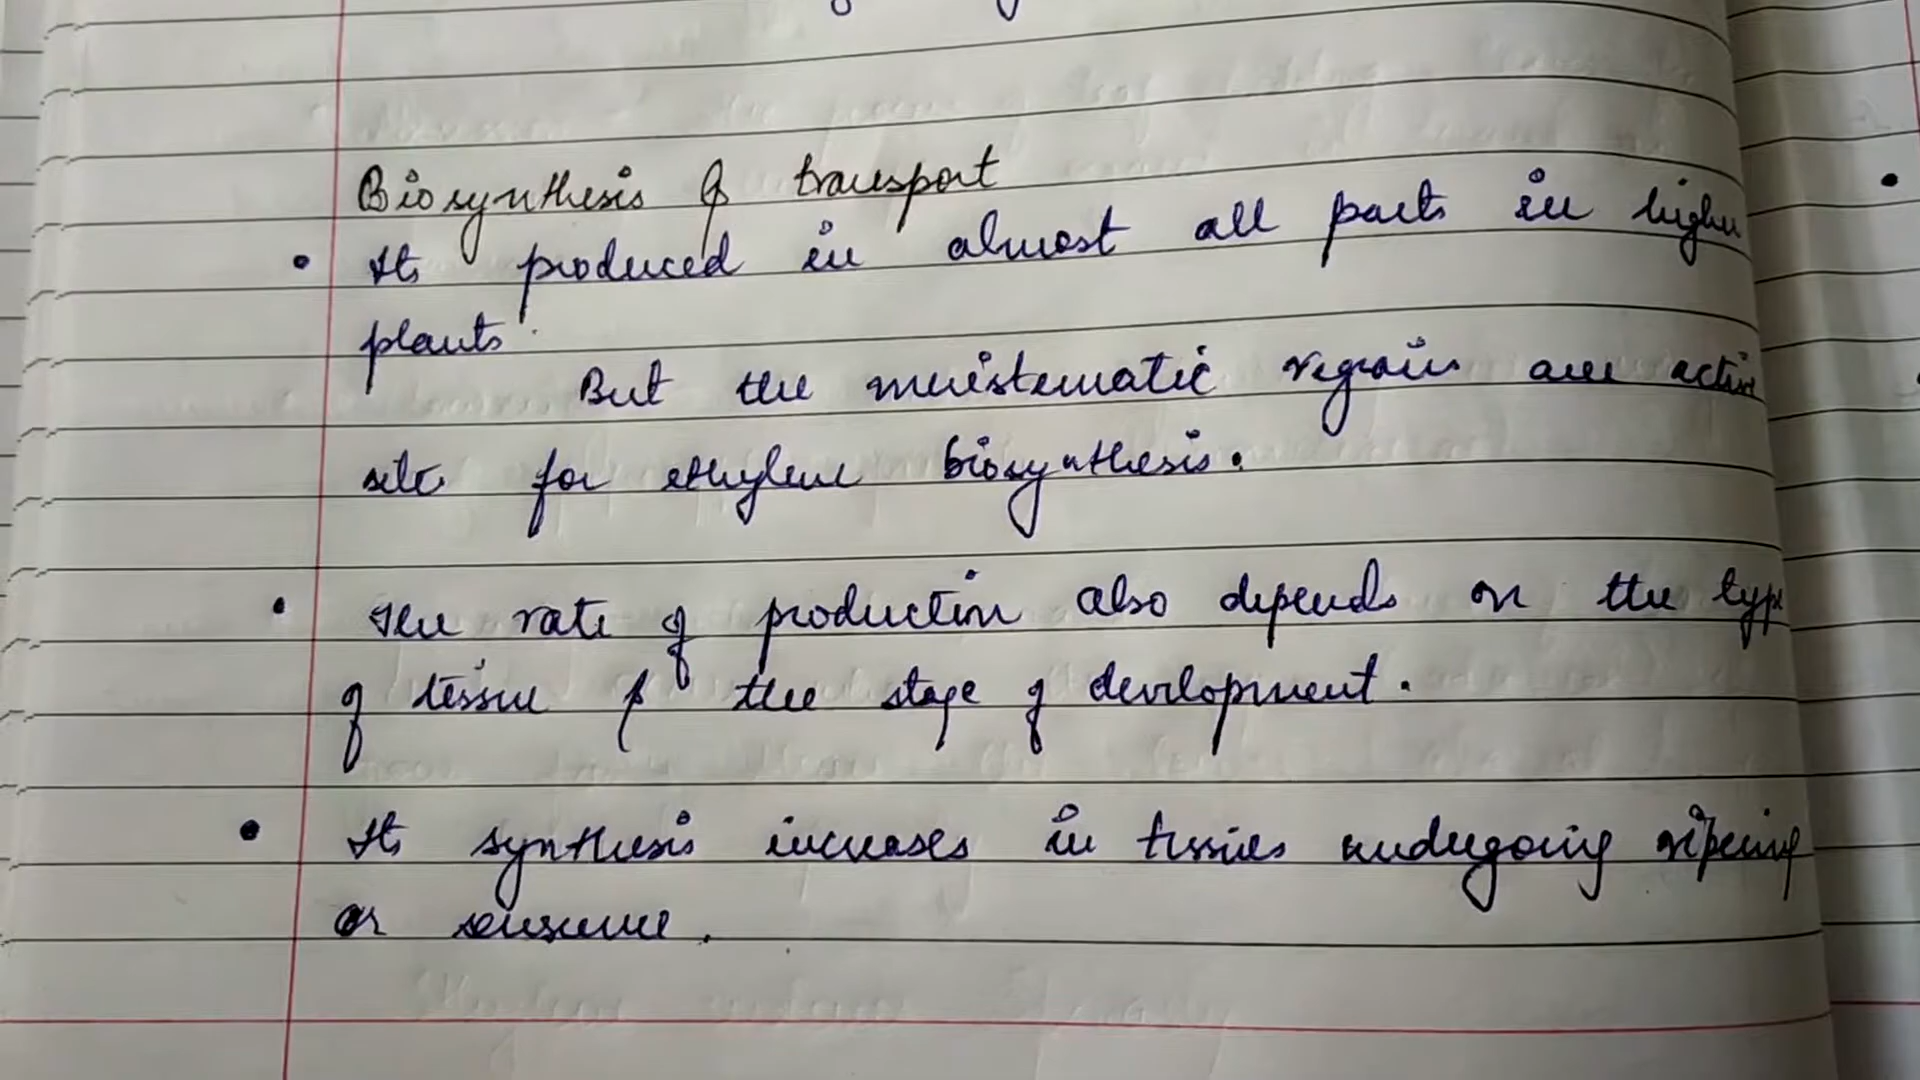 Biosynthesis & transport
• Its produced in almost all parts in higher
plants.
But the meristematic regions are active
site for ethylene biosynthesis.
• The rate of production also depends on the type
of tissue & the stage of development.
• Its synthesis increases in tissues undergoing ripening
or